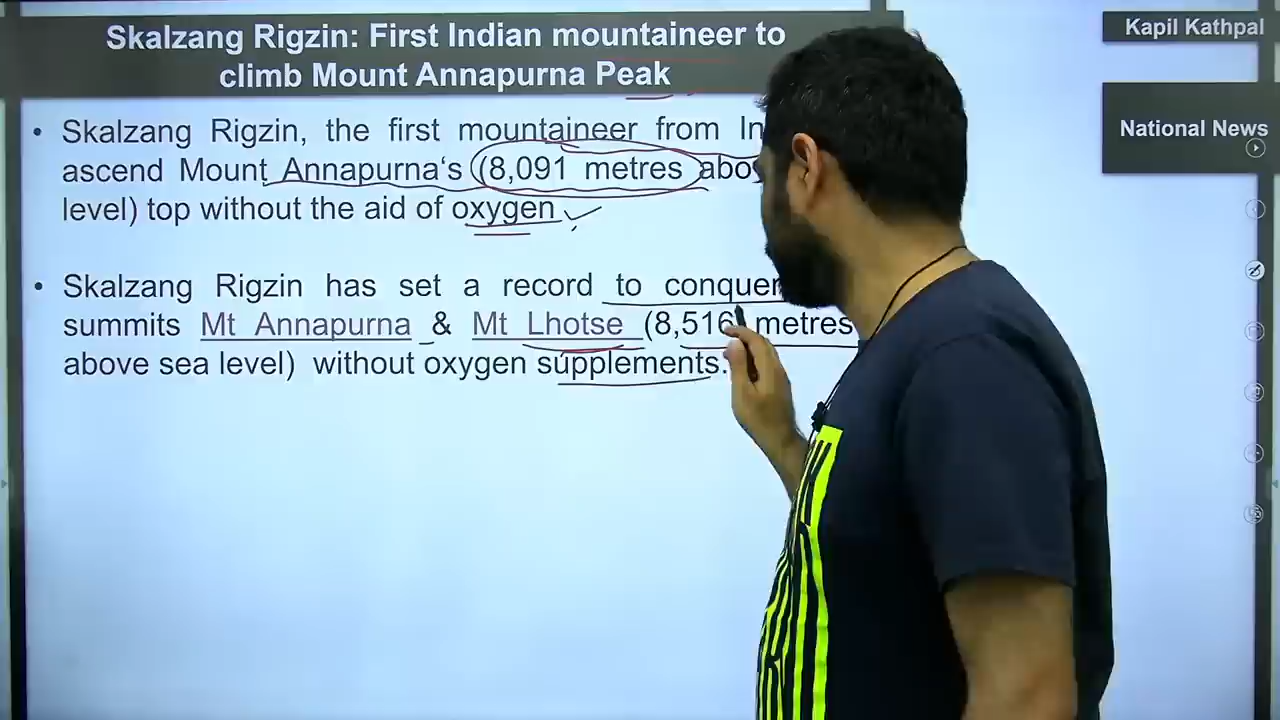 Skalzang Rigzin: First Indian mountaineer to
climb Mount Annapurna Peak
Kapil Kathpal
National News
• Skalzang Rigzin, the first mountaineer from In
ascend Mount Annapurna‘s (8,091 metres abo
level) top without the aid of oxygen
• Skalzang Rigzin has set a record to conquer
summits Mt Annapurna & Mt Lhotse (8,516 metres
above sea level) without oxygen supplements.